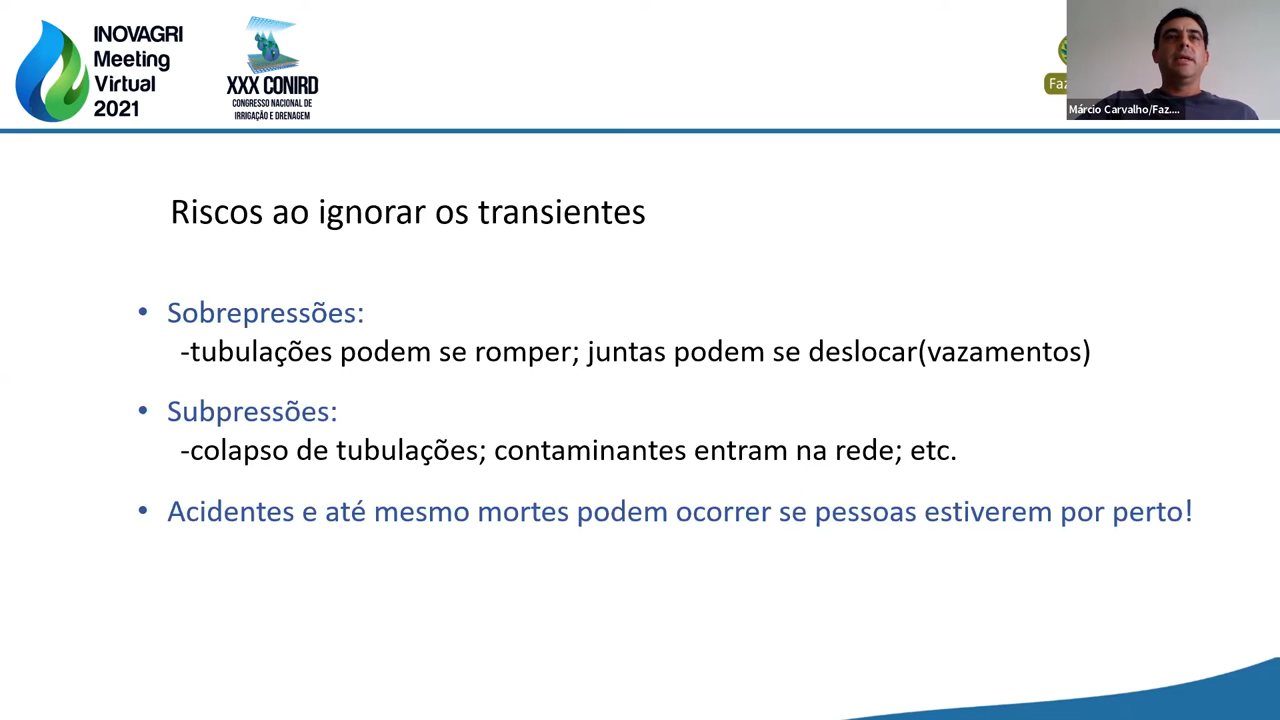 INOVAGRI
Meeting
Virtual
2021
XXX CONIRD
CONGRESSO NACIONAL DE
IRRIGAÇÃO E DRENAGEM
Faz
Márcio Carvalho/Faz....
Riscos ao ignorar os transientes
• Sobrepressões:
-tubulações podem se romper; juntas podem se deslocar(vazamentos)
• Subpressões:
-colapso de tubulações; contaminantes entram na rede; etc.
• Acidentes e até mesmo mortes podem ocorrer se pessoas estiverem por perto!